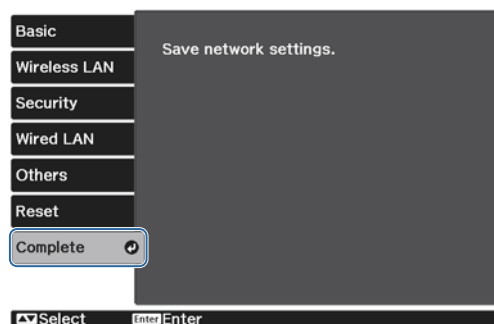 Basic
Save network settings.
Wireless LAN
Security
Wired LAN
Others
Reset
Complete
Select Enter Enter